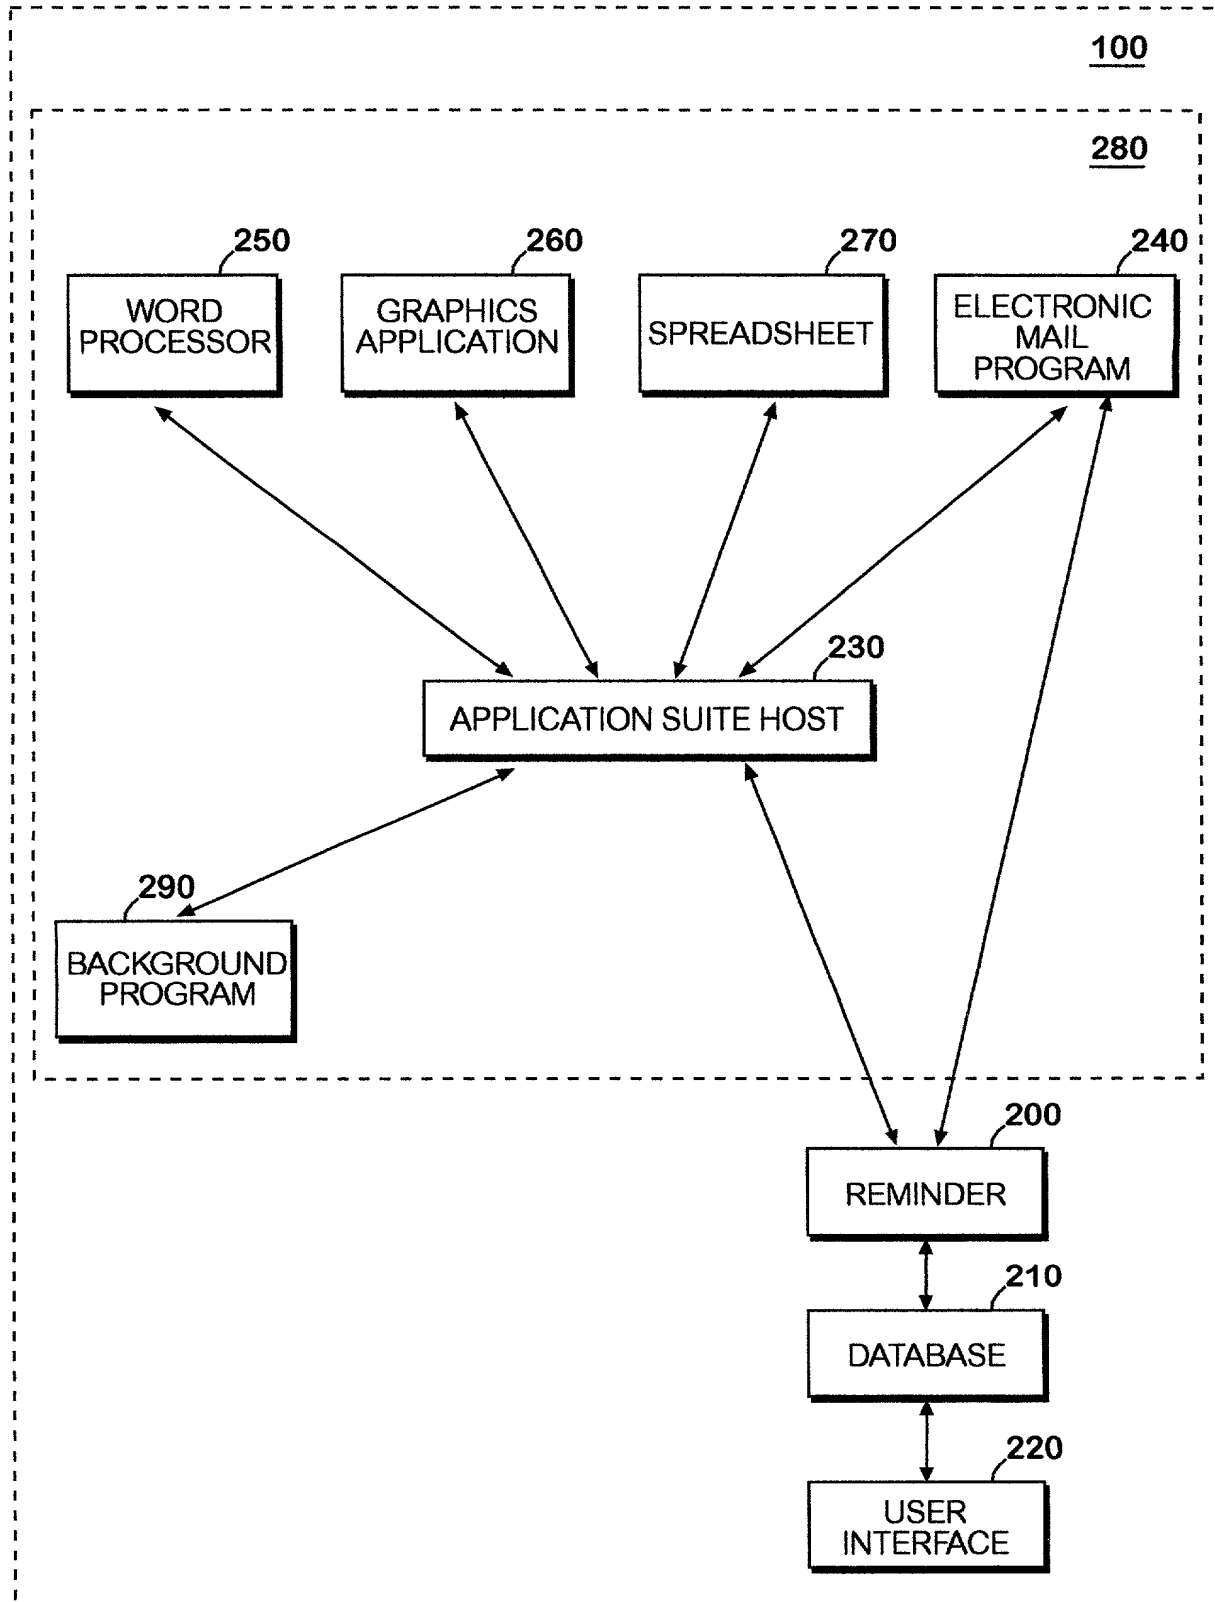 100
280
250
260
270
240
WORD
PROCESSOR
GRAPHICS
APPLICATION
SPREADSHEET
ELECTRONIC
MAIL
PROGRAM
230
APPLICATION SUITE HOST
290
BACKGROUND
PROGRAM
200
REMINDER
210
DATABASE
220
USER
INTERFACE